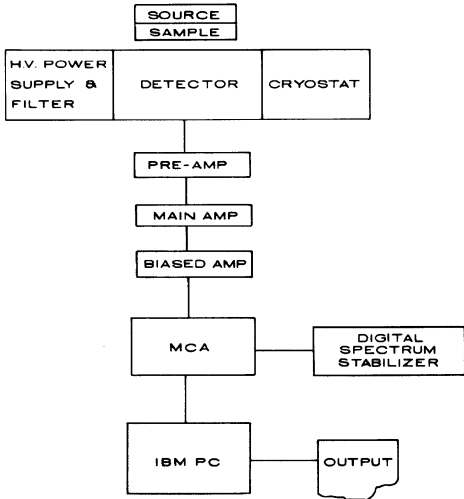 SOURCE
SAMPLE
H.V. POWER
SUPPLY &
FILTER
DETECTOR
CRYOSTAT
PRE-AMP
MAIN AMP
BIASED AMP
MCA
DIGITAL
SPECTRUM
STABILIZER
IBM PC
OUTPUT